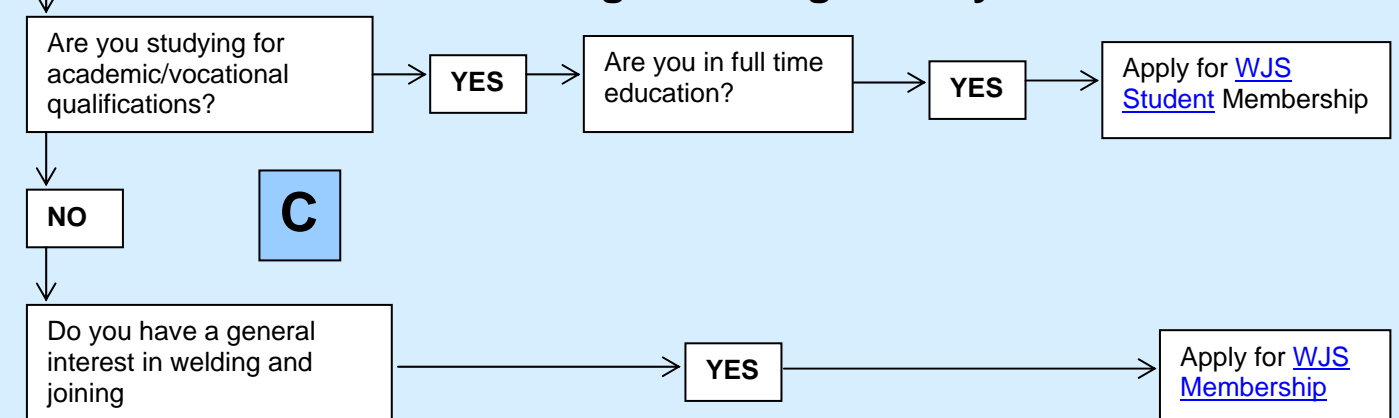 Are you studying for
academic/vocational
qualifications?
YES
Are you in full time
education?
YES
Apply for WJS
Student Membership
NO
C
Do you have a general
interest in welding and
joining
YES
Apply for WJS
Membership